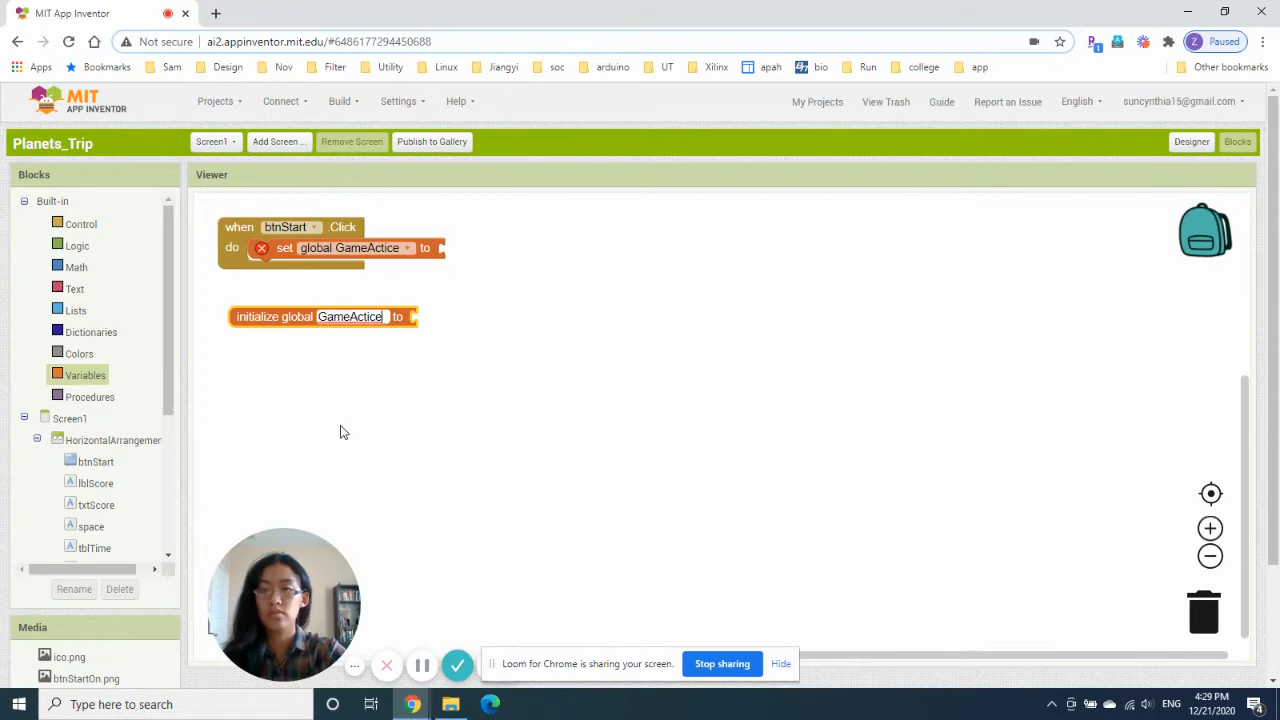 MIT App Inventor
Not secure
ai2.appinventor.mit.edu/#6486177294450688
Z Paused
Apps Bookmarks Sam Design Nov Filter Utility Linux Jiangyi soc arduino UT Xilinx apah bio Run college app Other bookmarks
MIT
APP INVENTOR
Projects Connect Build Settings Help
My Projects View Trash Guide Report an Issue English suncynthia15@gmail.com
Planets_Trip
Screen1 Add Screen ... Remove Screen Publish to Gallery
Designer Blocks
Blocks
Viewer
Built-in
Control
Logic
Math
Text
Lists
Dictionaries
Colors
Variables
Procedures
Screen1
HorizontalArrangemen
btnStart
lblScore
txtScore
space
tblTime
Rename Delete
Media
ico.png
btnStartOn.png
when btnStart .Click
do set global GameActice to
initialize global GameActice to
Loom for Chrome is sharing your screen. Stop sharing Hide
Type here to search
ENG
4:29 PM
12/21/2020
4